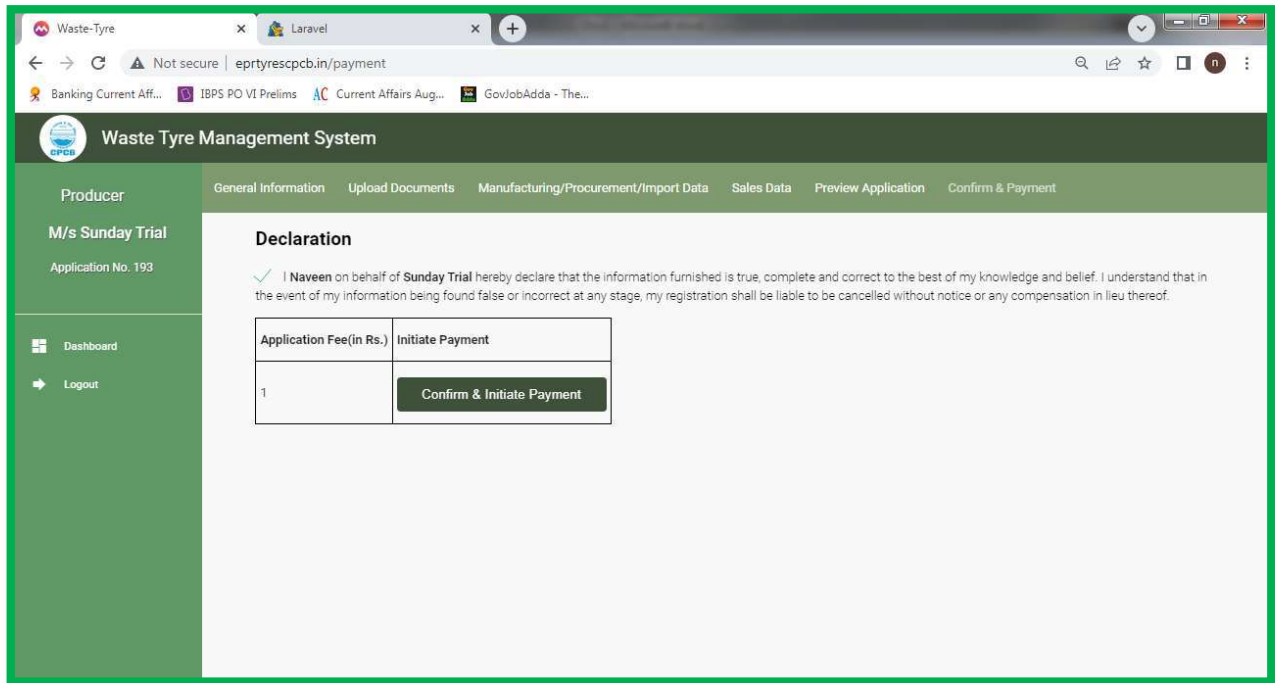 Waste-Tyre
Laravel
Not secure | eprtyrescpcb.in/payment
n
Banking Current Aff... IBPS PO VI Prelims AC Current Affairs Aug... GovJobAdda - The...
CPCB
Waste Tyre Management System
Producer
M/s Sunday Trial
Application No. 193
Dashboard
Logout
General Information Upload Documents Manufacturing/Procurement/Import Data Sales Data Preview Application Confirm & Payment
Declaration
I Naveen on behalf of Sunday Trial hereby declare that the information furnished is true, complete and correct to the best of my knowledge and belief. I understand that in
the event of my information being found false or incorrect at any stage, my registration shall be liable to be cancelled without notice or any compensation in lieu thereof.
Application Fee(in Rs.) Initiate Payment
1 Confirm & Initiate Payment